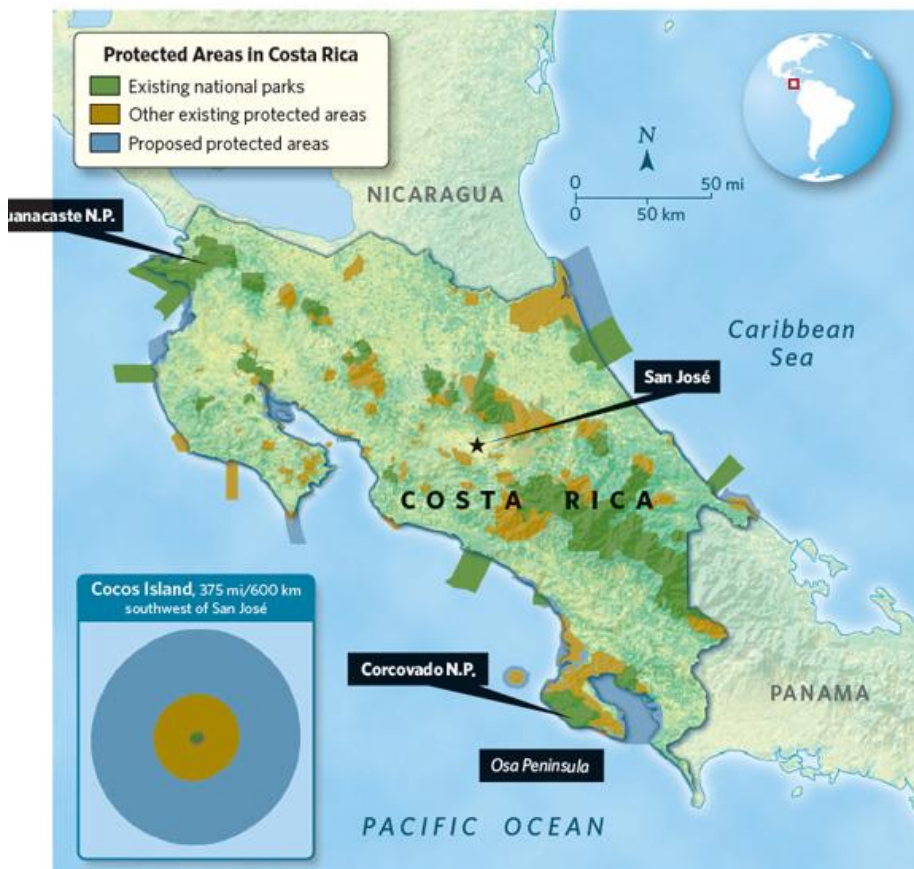 Protected Areas in Costa Rica
Existing national parks
Other existing protected areas
Proposed protected areas
N
0 50 mi
0 50 km
NICARAGUA
uanacaste N.P.
Caribbean
Sea
San José
COSTA RICA
Cocos Island, 375 mi/600 km
southwest of San José
Corcovado N.P.
PANAMA
Osa Peninsula
PACIFIC OCEAN